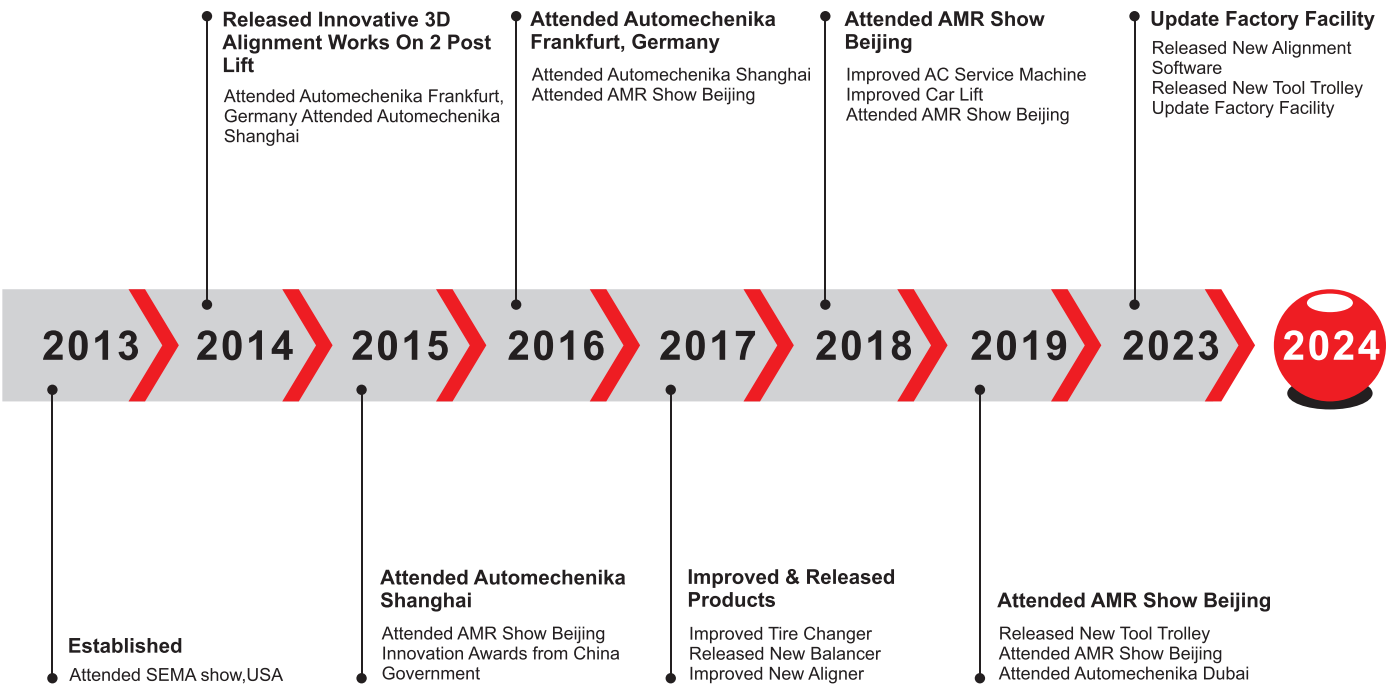 Released Innovative 3D
Alignment Works On 2 Post
Lift
Attended Automechenika Frankfurt,
Germany Attended Automechenika
Shanghai
Attended Automechenika
Frankfurt, Germany
Attended Automechenika Shanghai
Attended AMR Show Beijing
Attended AMR Show
Beijing
Improved AC Service Machine
Improved Car Lift
Attended AMR Show Beijing
Update Factory Facility
Released New Alignment
Software
Released New Tool Trolley
Update Factory Facility
2013
2014
2015
2016
2017
2018
2019
2023
2024
Established
Attended SEMA show,USA
Attended Automechenika
Shanghai
Attended AMR Show Beijing
Innovation Awards from China
Government
Improved & Released
Products
Improved Tire Changer
Released New Balancer
Improved New Aligner
Attended AMR Show Beijing
Released New Tool Trolley
Attended AMR Show Beijing
Attended Automechenika Dubai